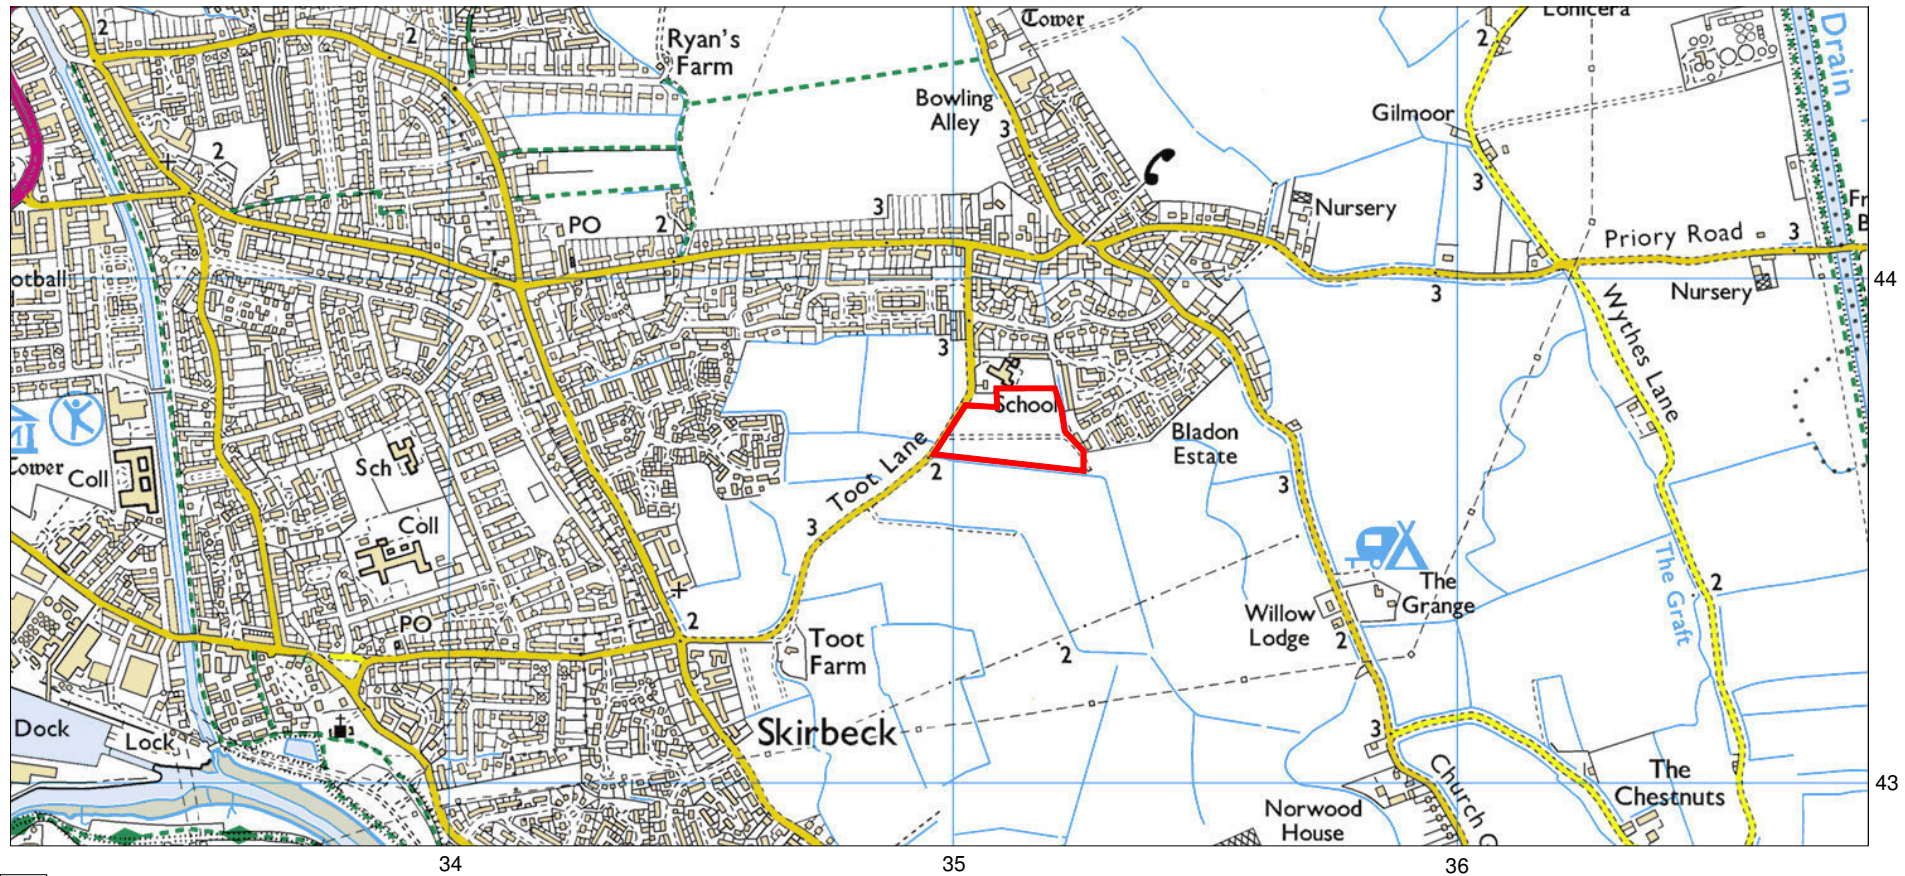 2
2
Ryan's
Farm
Tower
2
Drain
Bowling
Alley
3
Gilmoor
2
3
3
Nursery
PO
2
3
Priory Road
3
44
3
Nursery
3
Wythes Lane
School
Toot Lane
2
Bladon
Estate
Tower
Coll
Sch
3
3
Coll
The Graft
2
PO
2
The
Grange
Willow
Lodge
2
Toot
Farm
2
Dock
Lock
Skirbeck
3
The
Chestnuts
43
Norwood
House
34
35
36